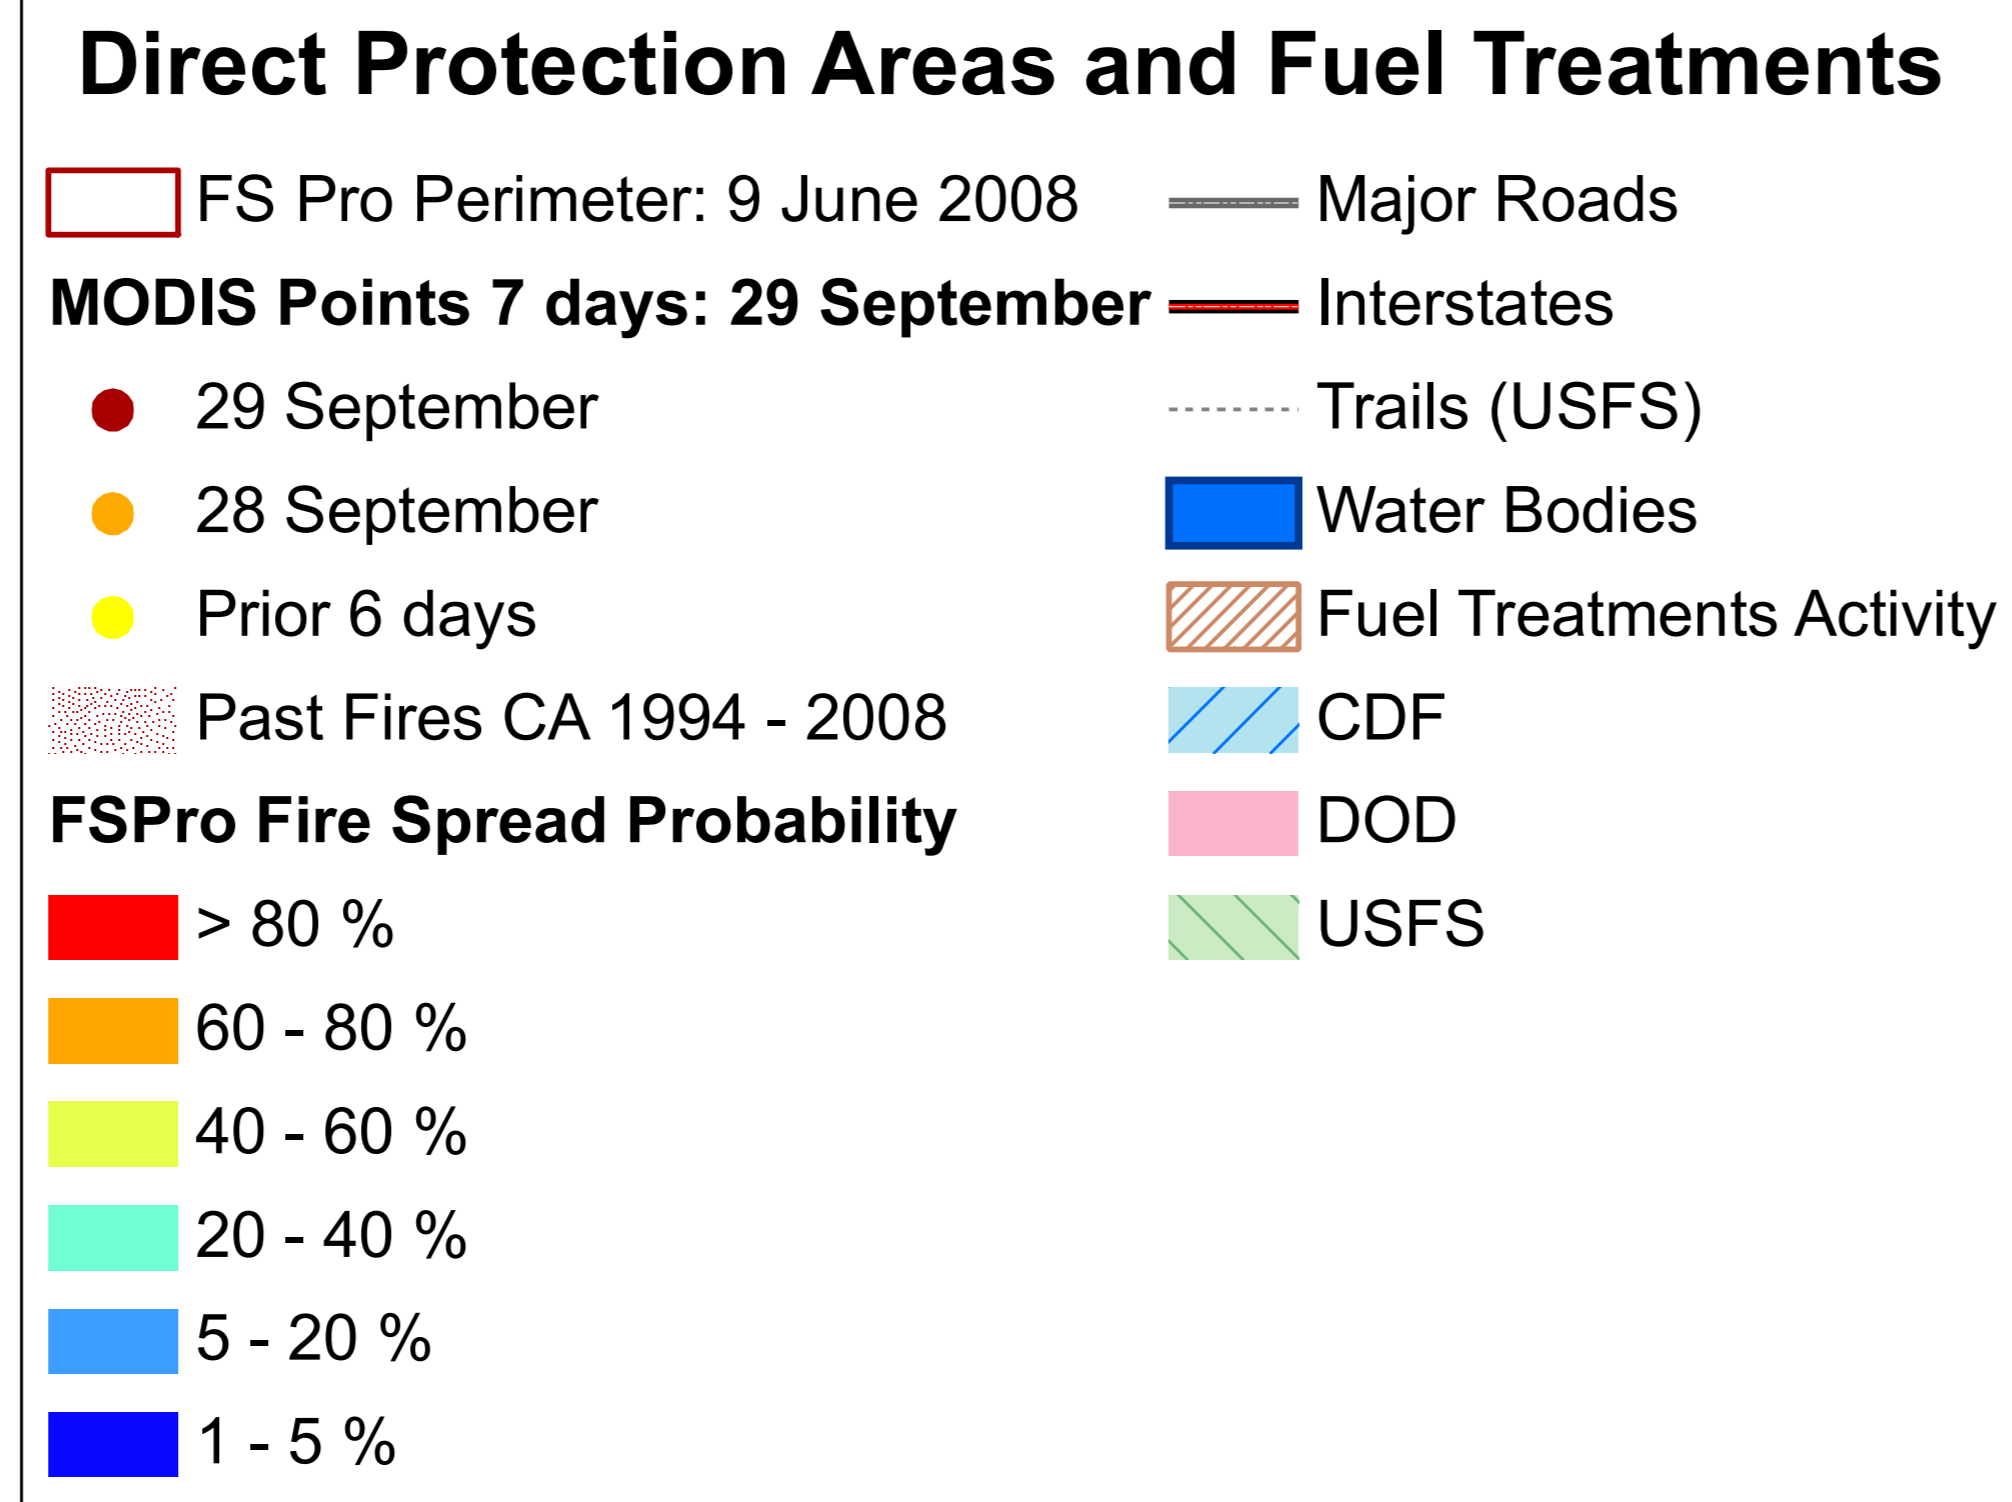 Direct Protection Areas and Fuel Treatments
FS Pro Perimeter: 9 June 2008
MODIS Points 7 days: 29 September
29 September
28 September
Prior 6 days
Past Fires CA 1994 - 2008
FSPro Fire Spread Probability
> 80 %
60 - 80 %
40 - 60 %
20 - 40 %
5 - 20 %
1 - 5 %
Major Roads
Interstates
Trails (USFS)
Water Bodies
Fuel Treatments Activity
CDF
DOD
USFS